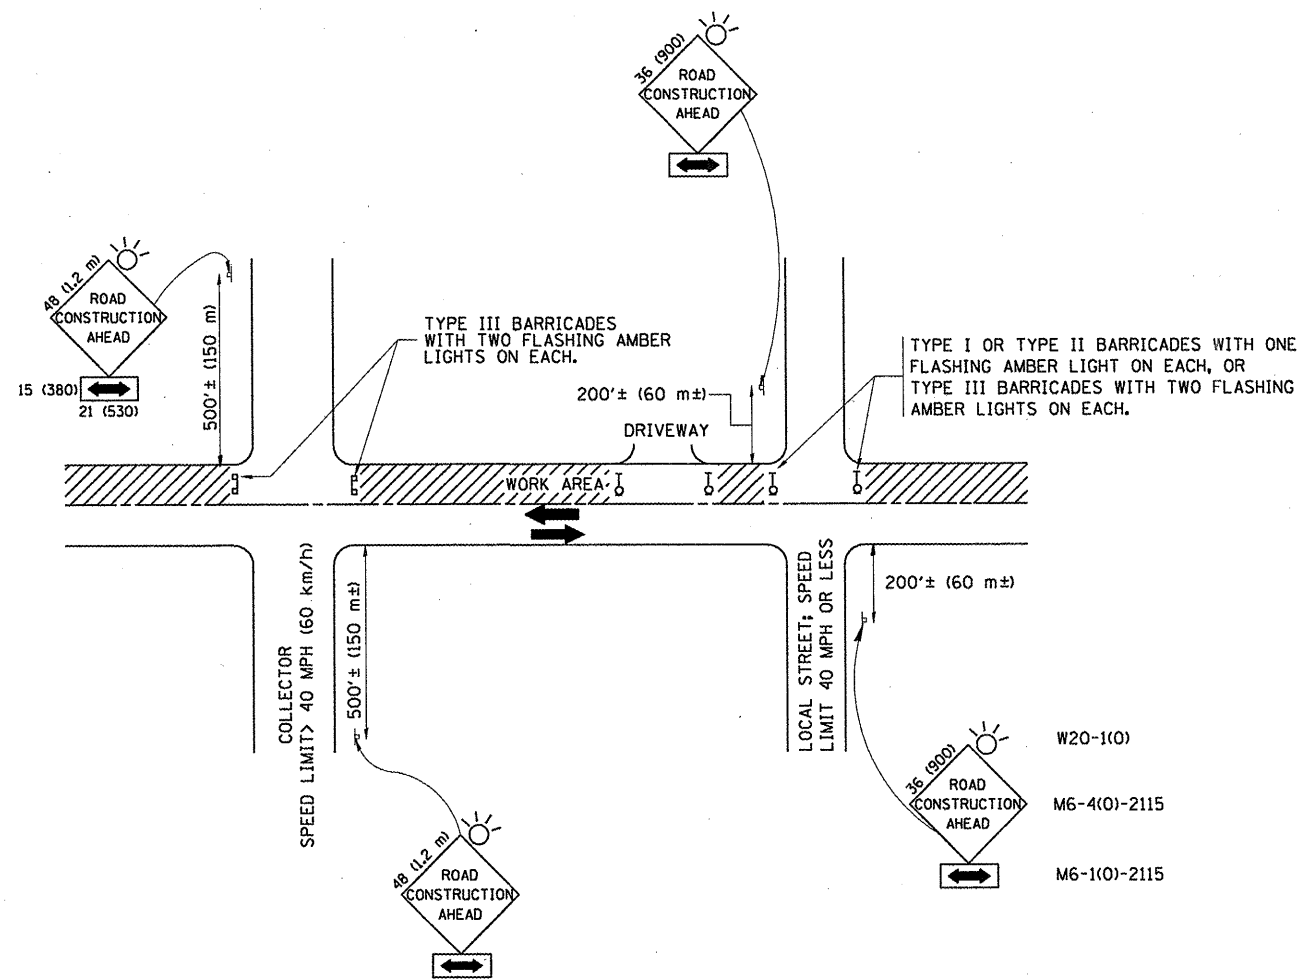 36 (900)
ROAD
CONSTRUCTION
AHEAD
48 (1.2 m)
ROAD
CONSTRUCTION
AHEAD
15 (380)
21 (530)
500'± (150 m)
TYPE III BARRICADES
WITH TWO FLASHING AMBER
LIGHTS ON EACH.
200'± (60 m±)
DRIVEWAY
TYPE I OR TYPE II BARRICADES WITH ONE
FLASHING AMBER LIGHT ON EACH, OR
TYPE III BARRICADES WITH TWO FLASHING
AMBER LIGHTS ON EACH.
WORK AREA
COLLECTOR
SPEED LIMIT> 40 MPH (60 km/h)
500'± (150 m±)
LOCAL STREET; SPEED
LIMIT 40 MPH OR LESS
200'± (60 m±)
48 (1.2 m)
ROAD
CONSTRUCTION
AHEAD
36 (900)
ROAD
CONSTRUCTION
AHEAD
W20-1(O)
M6-4(O)-2115
M6-1(O)-2115